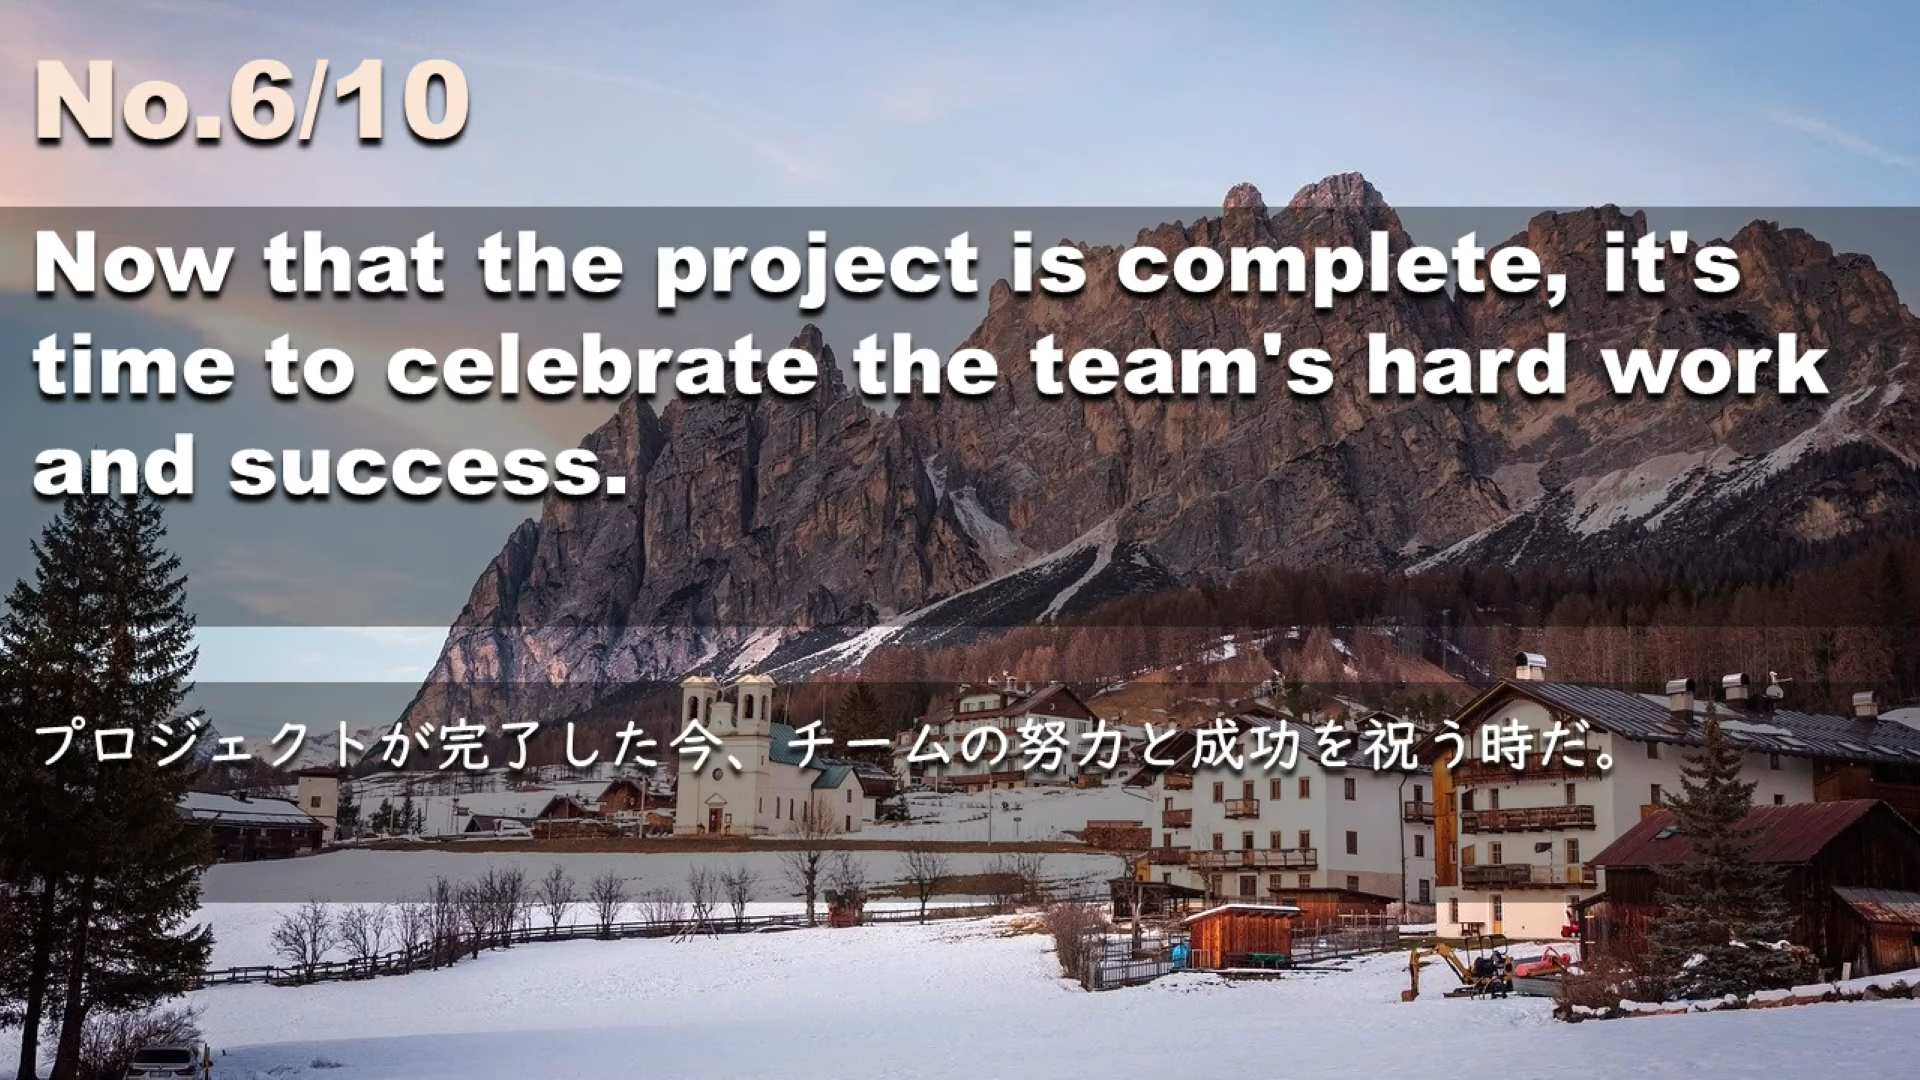 No.6/10
Now that the project is complete, it's
time to celebrate the team's hard work
and success.
プロジェクトが完了した今、チームの努力と成功を祝う時だ。